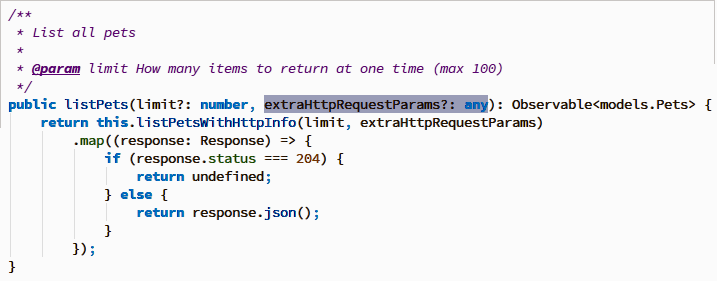 /**
 * List all pets
 *
 * @param limit How many items to return at one time (max 100)
 */
public listPets(limit?: number, extraHttpRequestParams?: any): Observable<models.Pets> {
    return this.listPetsWithHttpInfo(limit, extraHttpRequestParams)
        .map((response: Response) => {
            if (response.status === 204) {
                return undefined;
            } else {
                return response.json();
            }
        });
}